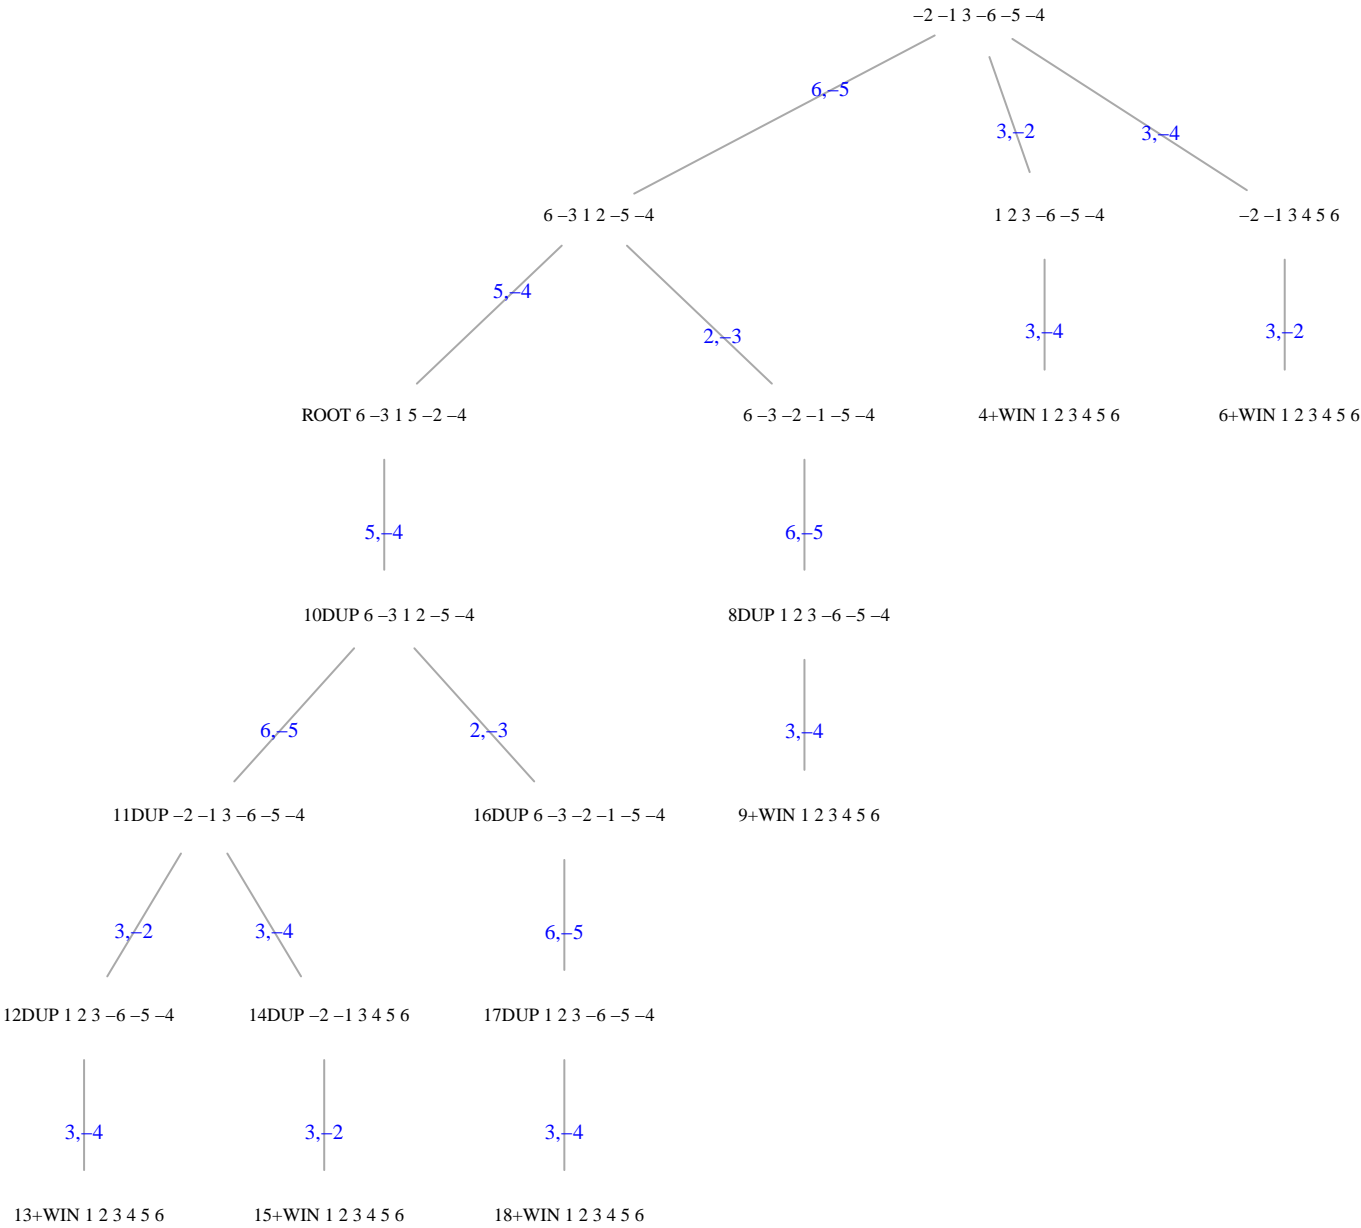 –2 –1 3 –6 –5 –4
6,–5
3,–2
3,–4
6 –3 1 2 –5 –4
1 2 3 –6 –5 –4
–2 –1 3 4 5 6
5,–4
2,–3
3,–4
3,–2
ROOT 6 –3 1 5 –2 –4
6 –3 –2 –1 –5 –4
4+WIN 1 2 3 4 5 6
6+WIN 1 2 3 4 5 6
5,–4
6,–5
10DUP 6 –3 1 2 –5 –4
8DUP 1 2 3 –6 –5 –4
6,–5
2,–3
3,–4
11DUP –2 –1 3 –6 –5 –4
16DUP 6 –3 –2 –1 –5 –4
9+WIN 1 2 3 4 5 6
3,–2
3,–4
6,–5
12DUP 1 2 3 –6 –5 –4
14DUP –2 –1 3 4 5 6
17DUP 1 2 3 –6 –5 –4
3,–4
3,–2
3,–4
13+WIN 1 2 3 4 5 6
15+WIN 1 2 3 4 5 6
18+WIN 1 2 3 4 5 6